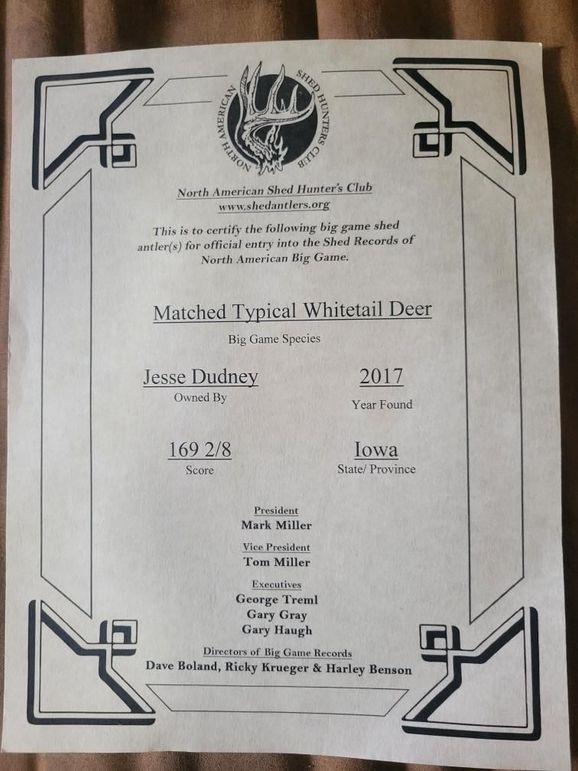 NORTH AMERICAN SHED HUNTERS CLUB
North American Shed Hunter's Club
www.shedantlers.org
This is to certify the following big game shed
antler(s) for official entry into the Shed Records of
North American Big Game.
Matched Typical Whitetail Deer
Big Game Species
Jesse Dudney 2017
Owned By Year Found
169 2/8 Iowa
Score State/ Province
President
Mark Miller
Vice President
Tom Miller
Executives
George Treml
Gary Gray
Gary Haugh
Directors of Big Game Records
Dave Boland, Ricky Krueger & Harley Benson